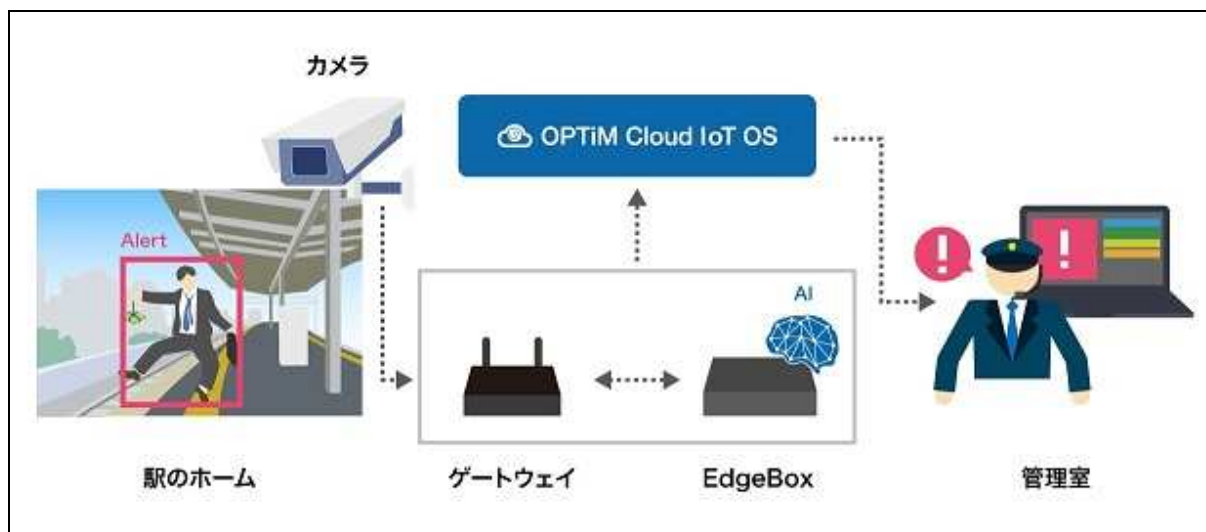 カメラ
OPTiM Cloud IoT OS
Alert
!
!
AI
駅のホーム
ゲートウェイ
EdgeBox
管理室